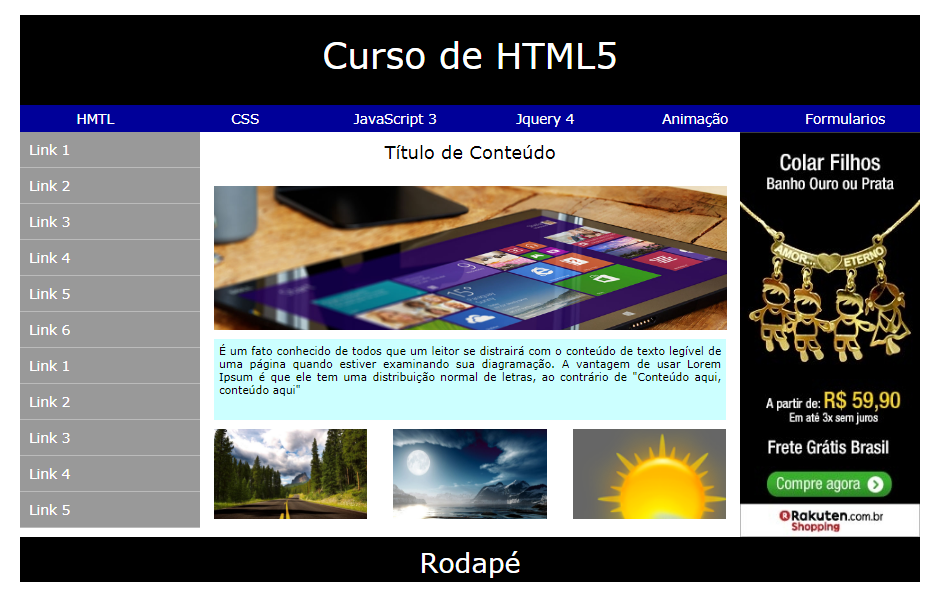 Curso de HTML5
HMTL CSS JavaScript 3 Jquery 4 Animação Formularios
Link 1
Link 2
Link 3
Link 4
Link 5
Link 6
Link 1
Link 2
Link 3
Link 4
Link 5
Título de Conteúdo
É um fato conhecido de todos que um leitor se distrairá com o conteúdo de texto legível de
uma página quando estiver examinando sua diagramação. A vantagem de usar Lorem
Ipsum é que ele tem uma distribuição normal de letras, ao contrário de "Conteúdo aqui,
conteúdo aqui"
Colar Filhos
Banho Ouro ou Prata
AMOR... ETERNO
A partir de: R$ 59,90
Em até 3x sem juros
Frete Grátis Brasil
Compre agora
Rakuten.com.br
Shopping
Rodapé